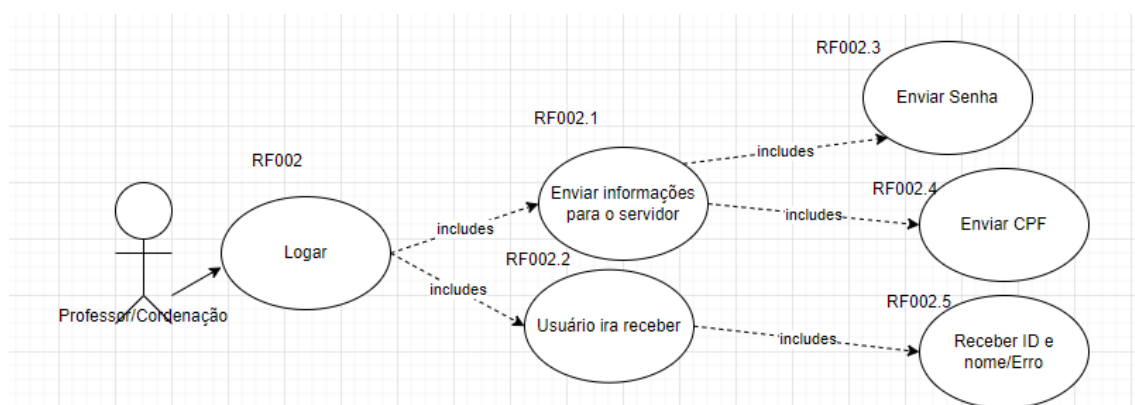 RF002.3
Enviar Senha
RF002.1
includes
RF002
Enviar informações
para o servidor
RF002.4
includes
Enviar CPF
includes
Logar
RF002.2
includes
RF002.5
Professor/Cordenação
Usuário ira receber
includes
Receber ID e
nome/Erro